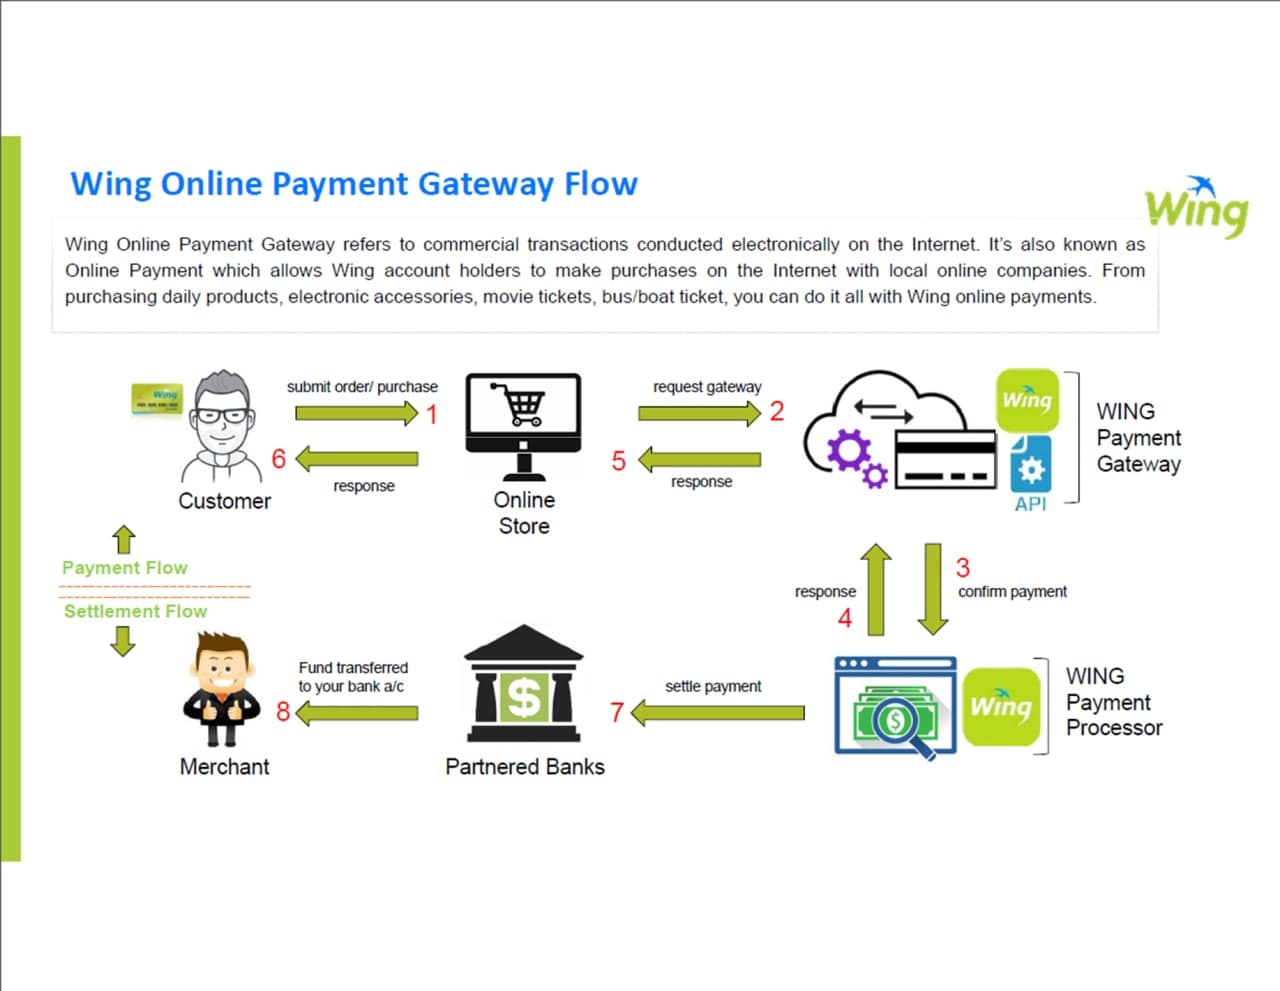 Wing Online Payment Gateway Flow
Wing
Wing Online Payment Gateway refers to commercial transactions conducted electronically on the Internet. It's also known as
Online Payment which allows Wing account holders to make purchases on the Internet with local online companies. From
purchasing daily products, electronic accessories, movie tickets, bus/boat ticket, you can do it all with Wing online payments.
Wing
submit order/ purchase
1
6
response
Customer
Online
Store
request gateway
2
5
response
Wing
API
WING
Payment
Gateway
Payment Flow
Settlement Flow
response
4
3
confirm payment
Fund transferred
to your bank a/c
8
Merchant
$
Partnered Banks
settle payment
7
$
Wing
WING
Payment
Processor